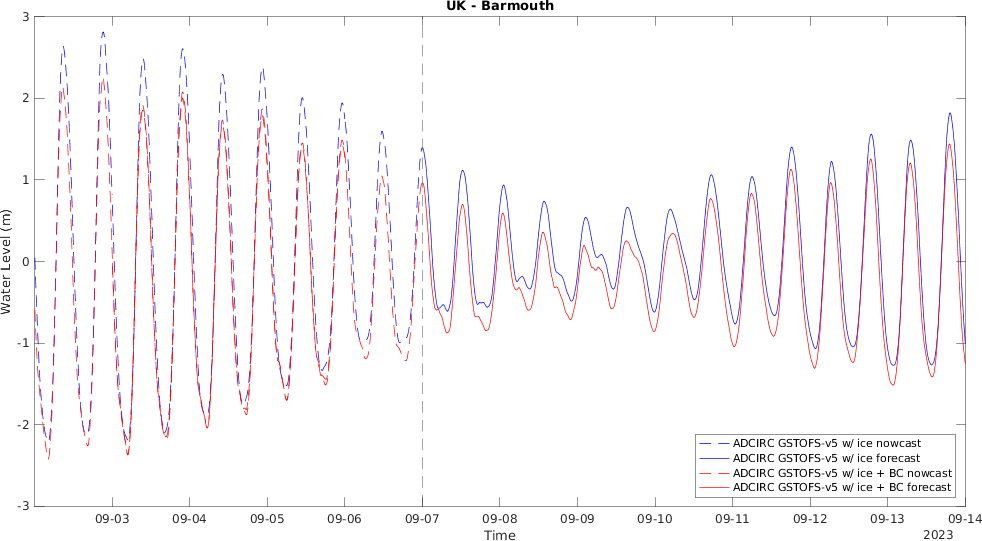 UK - Barmouth
3
2
1
0
-1
-2
-3
Water Level (m)
09-03 09-04 09-05 09-06 09-07 09-08 09-09 09-10 09-11 09-12 09-13 09-14
Time
2023
ADCIRC GSTOFS-v5 w/ ice nowcast
ADCIRC GSTOFS-v5 w/ ice forecast
ADCIRC GSTOFS-v5 w/ ice + BC nowcast
ADCIRC GSTOFS-v5 w/ ice + BC forecast